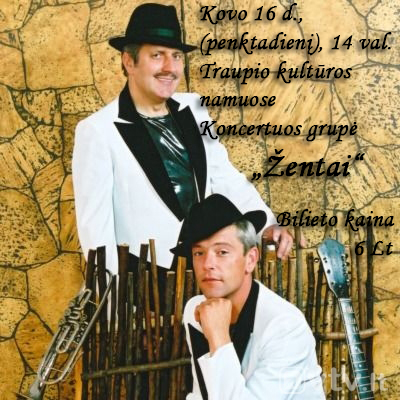 Kovo 16 d.,
(penktadienį), 14 val.
Traupio kultūros
namuose
Koncertuos grupė
„Žentai“
Bilieto kaina
6 Lt